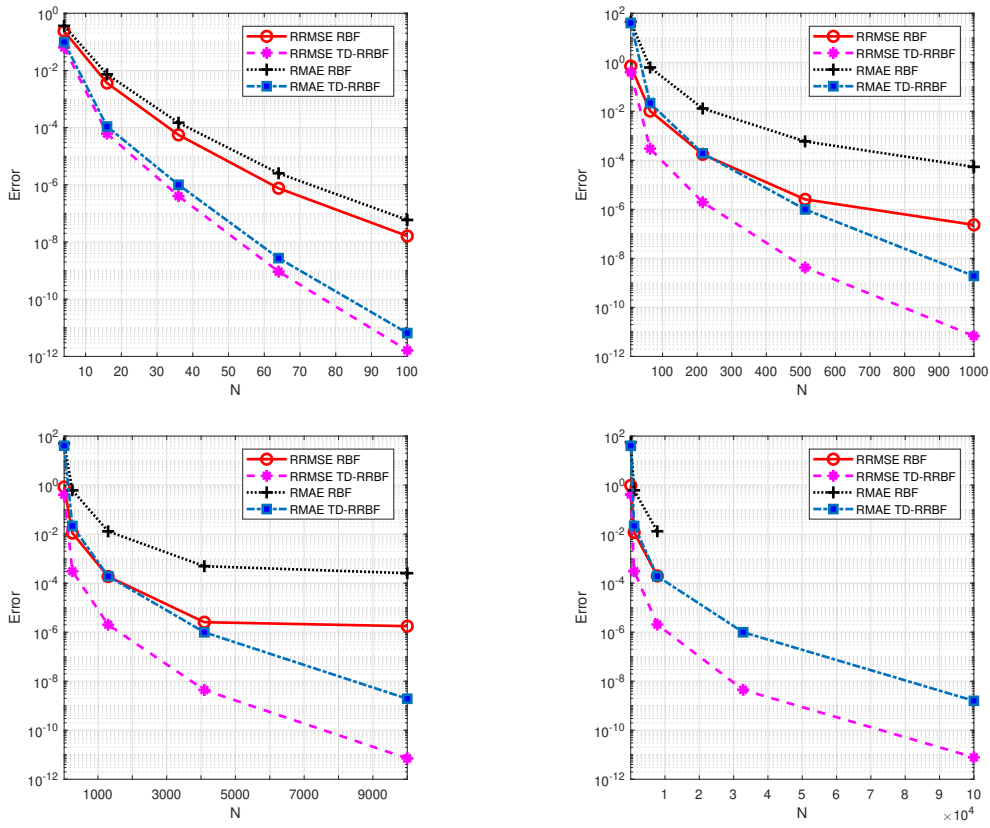 10^0
10^-2
10^-4
10^-6
10^-8
10^-10
10^-12
Error
10 20 30 40 50 60 70 80 90 100
N
RRMSE RBF
RRMSE TD-RRBF
RMAE RBF
RMAE TD-RRBF
10^2
10^0
10^-2
10^-4
10^-6
10^-8
10^-10
10^-12
Error
100 200 300 400 500 600 700 800 900 1000
N
RRMSE RBF
RRMSE TD-RRBF
RMAE RBF
RMAE TD-RRBF
10^2
10^0
10^-2
10^-4
10^-6
10^-8
10^-10
10^-12
Error
1000 3000 4000 5000 7000 9000
N
RRMSE RBF
RRMSE TD-RRBF
RMAE RBF
RMAE TD-RRBF
10^2
10^0
10^-2
10^-4
10^-6
10^-8
10^-10
10^-12
Error
1 2 3 4 5 6 7 8 9 10
× 10^4
N
RRMSE RBF
RRMSE TD-RRBF
RMAE RBF
RMAE TD-RRBF